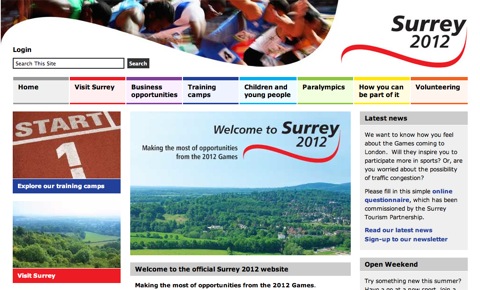 Surrey
2012
Login
Search This Site
Search
Home
Visit Surrey
Business
opportunities
Training
camps
Children and
young people
Paralympics
How you can
be part of it
Volunteering
START
1
Explore our training camps
Visit Surrey
Welcome to Surrey
2012
Making the most of opportunities
from the 2012 Games
Welcome to the official Surrey 2012 website
Making the most of opportunities from the 2012 Games.
Latest news
We want to know how you feel
about the Games coming to
London. Will they inspire you to
participate more in sports? Or, are
you worried about the possibility
of traffic congestion?
Please fill in this simple online
questionnaire, which has been
commissioned by the Surrey
Tourism Partnership.
Read our latest news
Sign-up to our newsletter
Open Weekend
Try something new this summer?
Have a go at a new sport. Join a